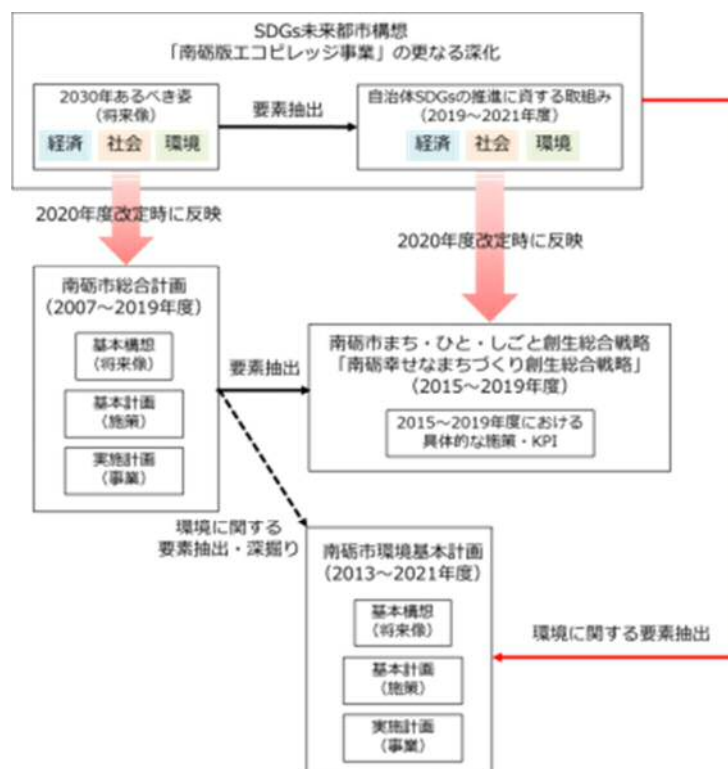 SDGs未来都市構想
「南砺版エコビレッジ事業」の更なる深化
2030年あるべき姿
(将来像)
経済 社会 環境
要素抽出
自治体SDGsの推進に資する取組み
(2019~2021年度)
経済 社会 環境
2020年度改定時に反映
2020年度改定時に反映
南砺市総合計画
(2007~2019年度)
基本構想
(将来像)
基本計画
(施策)
実施計画
(事業)
要素抽出
南砺市まち・ひと・しごと創生総合戦略
「南砺幸せなまちづくり創生総合戦略」
(2015~2019年度)
2015~2019年度における
具体的な施策・KPI
環境に関する
要素抽出・深掘り
南砺市環境基本計画
(2013~2021年度)
基本構想
(将来像)
基本計画
(施策)
実施計画
(事業)
環境に関する要素抽出